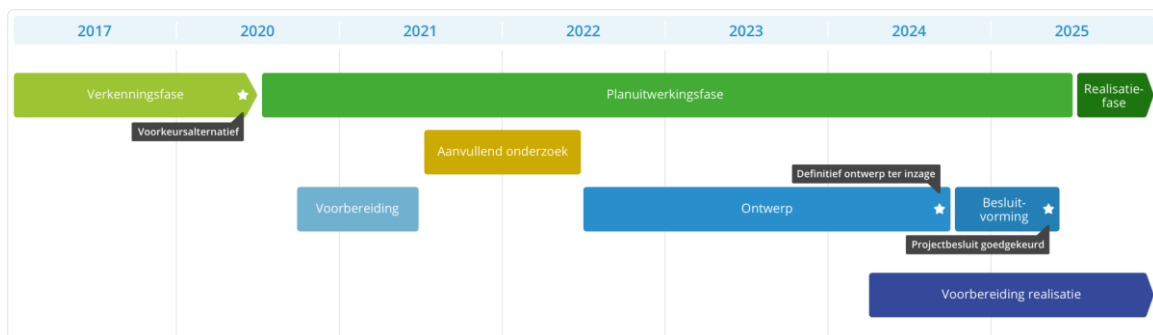 2017 2020 2021 2022 2023 2024 2025
Verkenningsfase
Planuitwerkingsfase
Realisatie-
fase
Voorkeursalternatief
Aanvullend onderzoek
Definitief ontwerp ter inzage
Voorbereiding
Ontwerp
Besluit-
vorming
Projectbesluit goedgekeurd
Voorbereiding realisatie